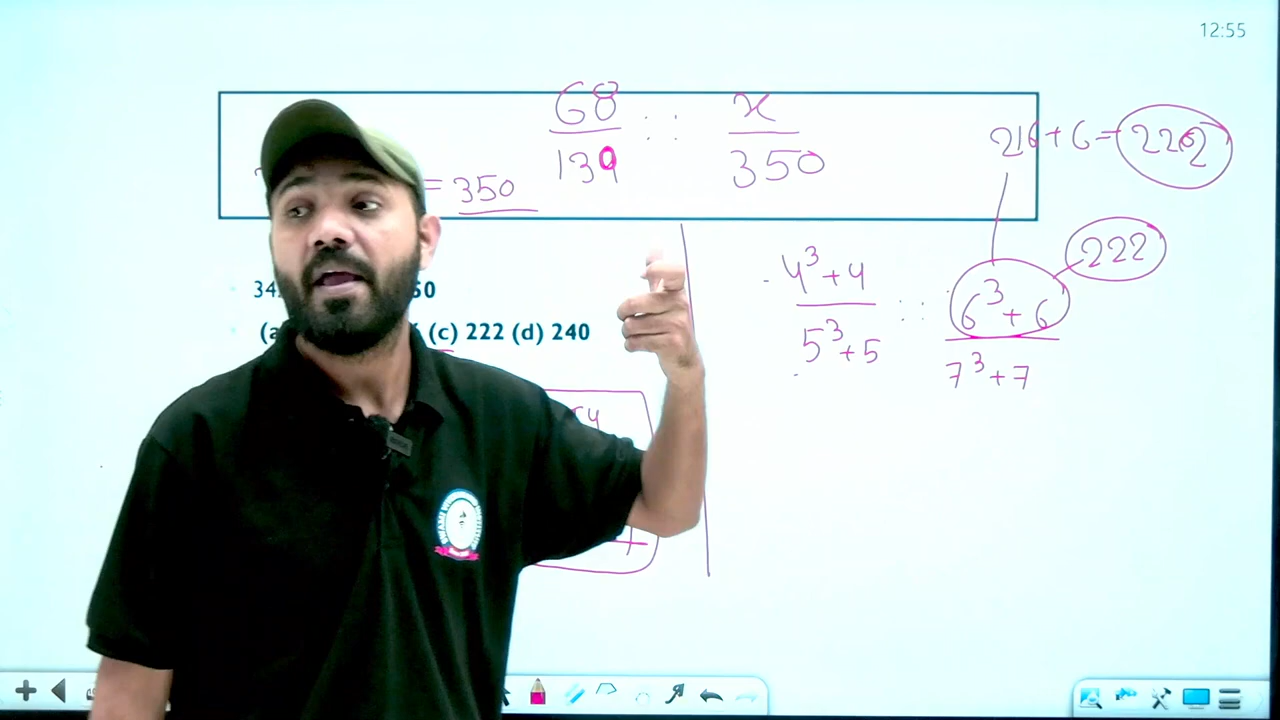 12:55
68 / 130 :: x / 350
= 350
216 + 6 = 222
222
4³+4 / 5³+5 :: 6³+6 / 7³+7
34
50
(a
(c) 222 (d) 240